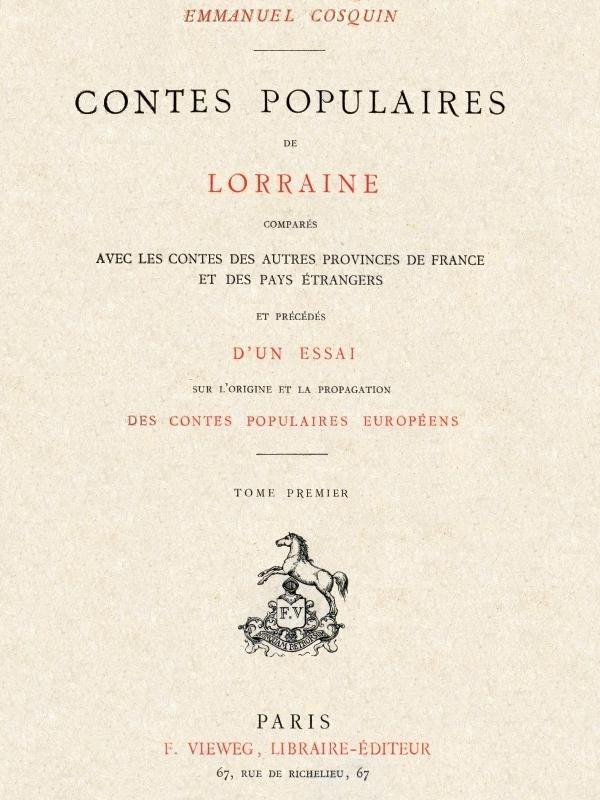 EMMANUEL COSQUIN
CONTES POPULAIRES
DE
LORRAINE
COMPARÉS
AVEC LES CONTES DES AUTRES PROVINCES DE FRANCE
ET DES PAYS ÉTRANGERS
ET PRÉCÉDÉS
D'UN ESSAI
SUR L'ORIGINE ET LA PROPAGATION
DES CONTES POPULAIRES EUROPÉENS
TOME PREMIER
F.V
NUNQUAM RETRORSUM
PARIS
F. VIEWEG, LIBRAIRE-ÉDITEUR
67, RUE DE RICHELIEU, 67